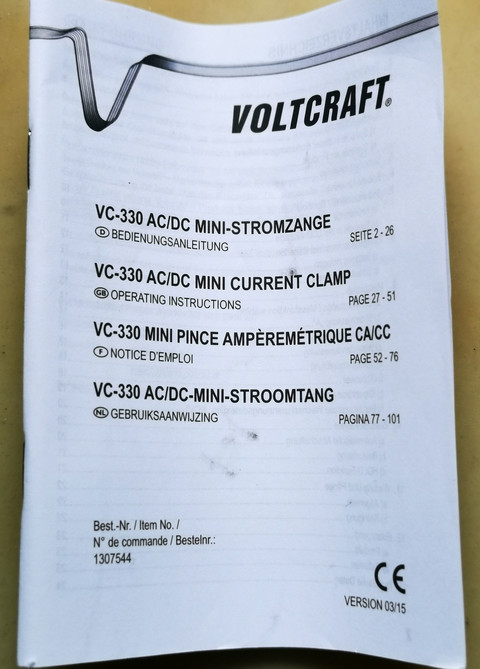 VOLTCRAFT®
VC-330 AC/DC MINI-STROMZANGE
D BEDIENUNGSANLEITUNG SEITE 2 - 26
VC-330 AC/DC MINI CURRENT CLAMP
GB OPERATING INSTRUCTIONS PAGE 27 - 51
VC-330 MINI PINCE AMPÈREMÉTRIQUE CA/CC
F NOTICE D'EMPLOI PAGE 52 - 76
VC-330 AC/DC-MINI-STROOMTANG
NL GEBRUIKSAANWIJZING PAGINA 77 - 101
Best.-Nr. / Item No. /
N° de commande / Bestelnr.:
1307544
CE
VERSION 03/15